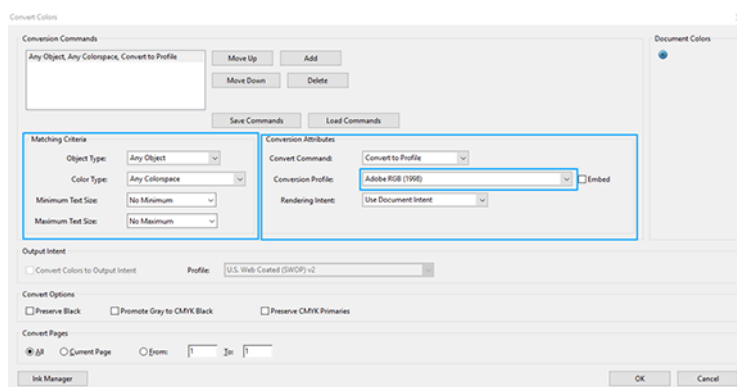 Convert Colors
Conversion Commands
Document Colors
Any Object, Any Colorspace, Convert to Profile
Move Up
Add
Move Down
Delete
Save Commands
Load Commands
Matching Criteria
Conversion Attributes
Object Type: Any Object
Convert Command: Convert to Profile
Color Type: Any Colorspace
Conversion Profile: Adobe RGB (1998) Embed
Minimum Text Size: No Minimum
Rendering Intent: Use Document Intent
Maximum Text Size: No Maximum
Output Intent
Convert Colors to Output Intent Profile: U.S. Web Coated (SWOP) v2
Convert Options
Preserve Black Promote Gray to CMYK Black Preserve CMYK Primaries
Convert Pages
All Current Page From: 1 To: 1
Ink Manager OK Cancel